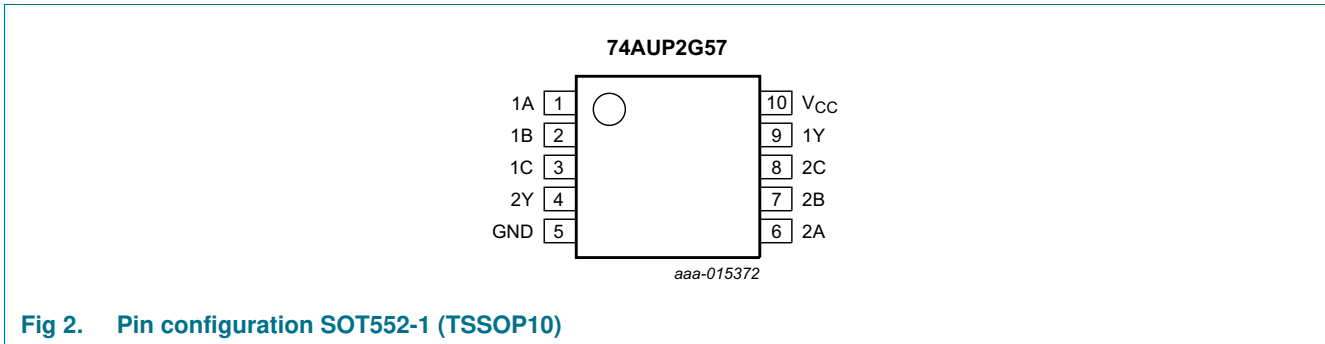 74AUP2G57
1A 1 10 VCC
1B 2 9 1Y
1C 3 8 2C
2Y 4 7 2B
GND 5 6 2A
aaa-015372
Fig 2. Pin configuration SOT552-1 (TSSOP10)